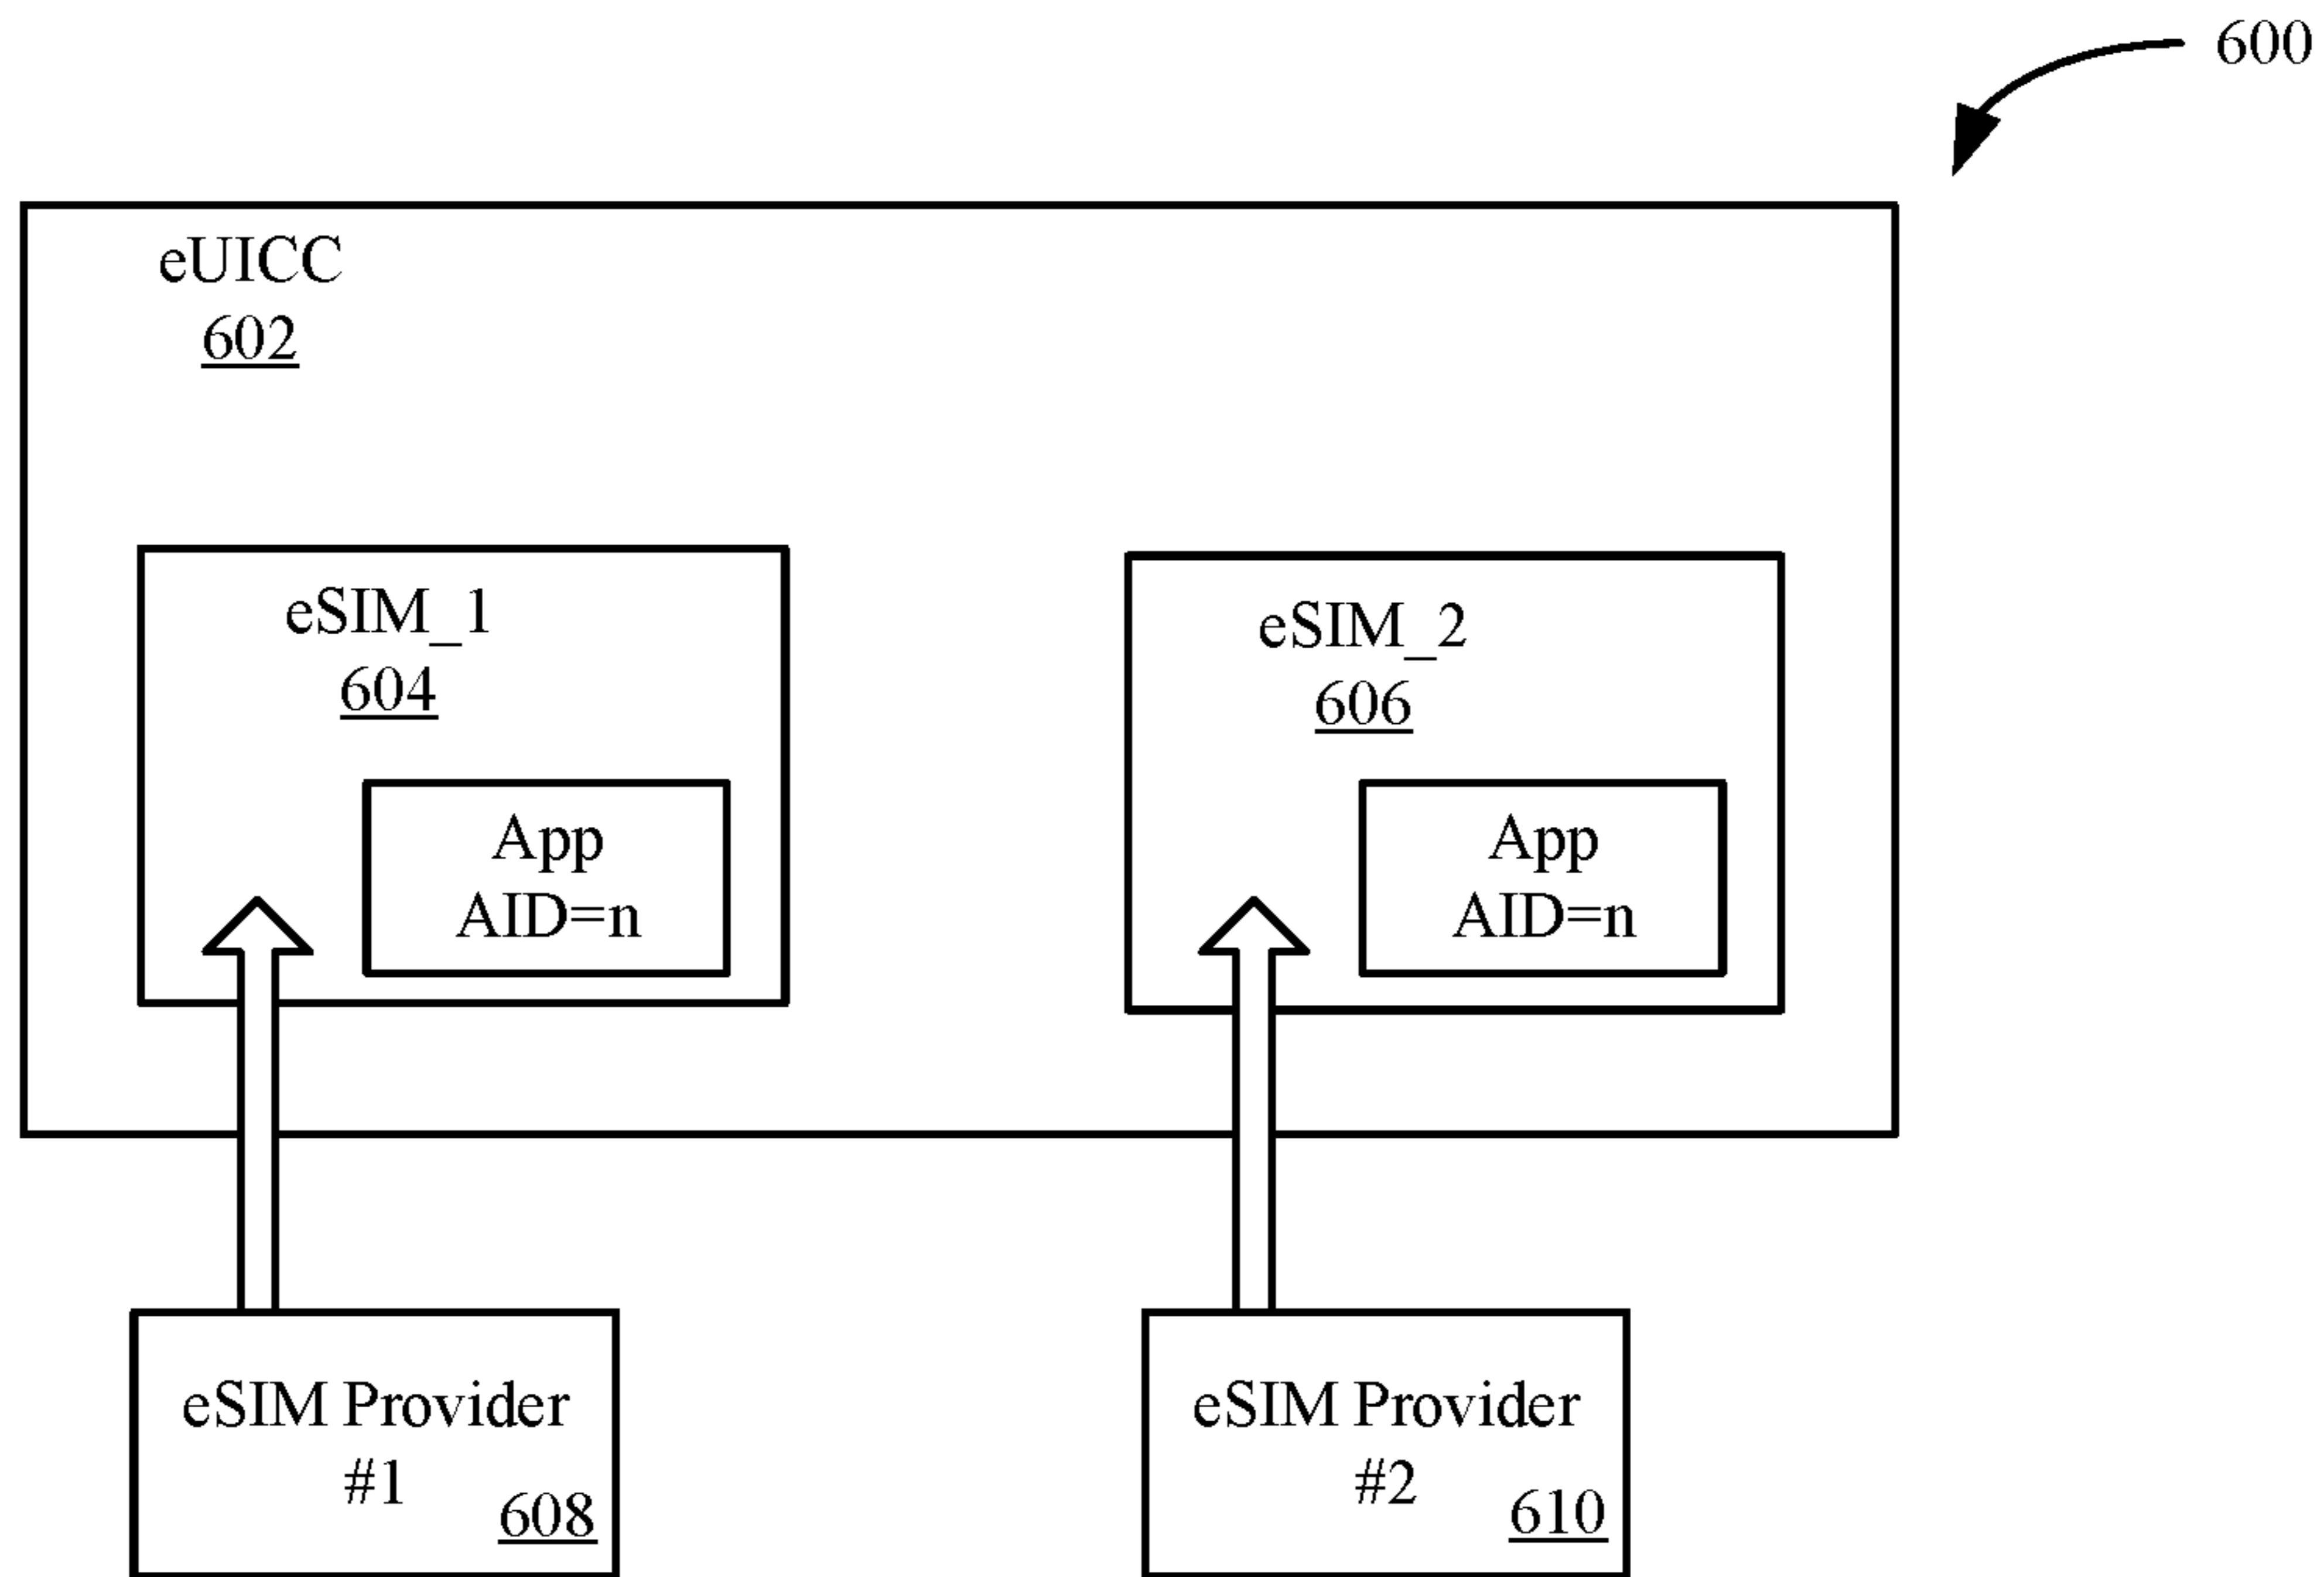 600
eUICC
602
eSIM_1
604
App
AID=n
eSIM_2
606
App
AID=n
eSIM Provider
#1
608
eSIM Provider
#2
610